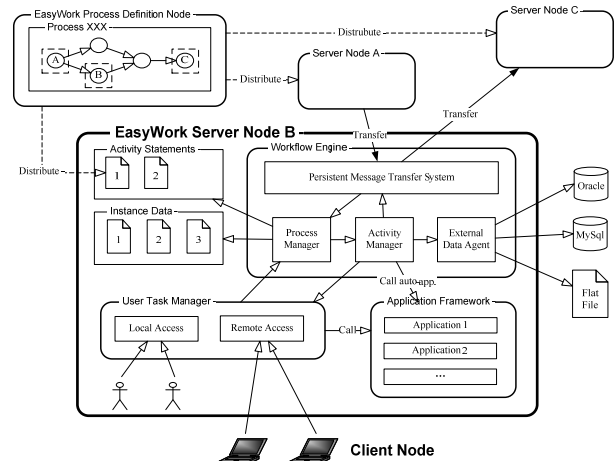 EasyWork Process Definition Node
Process XXX
A
B
C
Distrubute
Server Node C
Server Node A
Distribute
Transfer
Transfer
Distribute
EasyWork Server Node B
Activity Statements
1
2
Workflow Engine
Persistent Message Transfer System
Instance Data
1
2
3
Process
Manager
Activity
Manager
External
Data Agent
Oracle
MySql
Flat
File
Call auto-app.
User Task Manager
Local Access
Remote Access
Call
Application Framework
Application 1
Application 2
...
Client Node